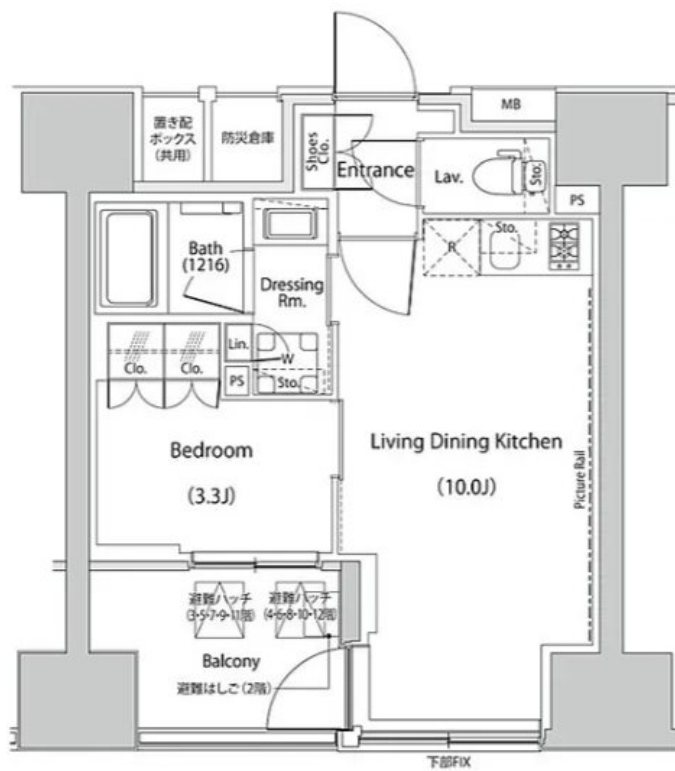 置き配
ボックス
(共用)
防災倉庫
MB
Shoes
Clo.
Entrance
Lav.
Sto.
PS
Bath
(1216)
Dressing
Rm.
R
Sto.
Lin.
W
Clo.
Clo.
PS
Sto.
Bedroom
(3.3J)
Living Dining Kitchen
(10.0J)
Picture Rail
避難ハッチ
(3・5・7・9・11階)
避難ハッチ
(4・6・8・10・12階)
Balcony
避難はしご(2階)
下部FIX